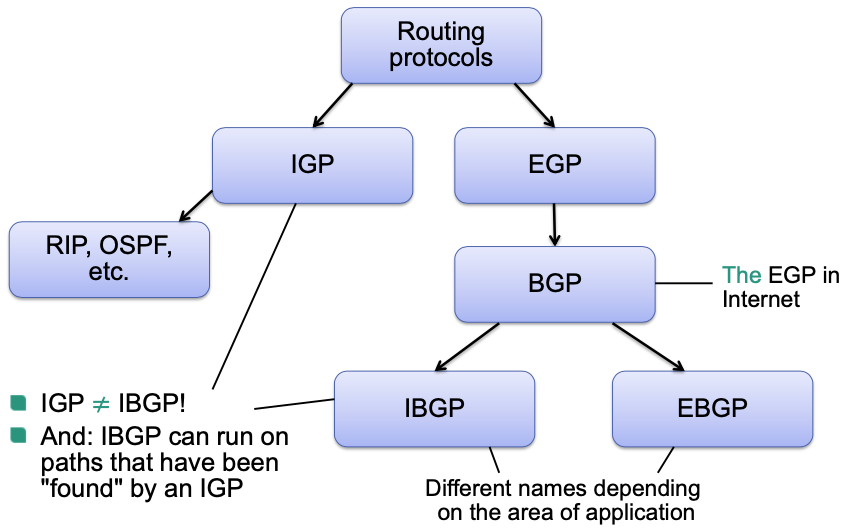 Routing
protocols
IGP
EGP
RIP, OSPF,
etc.
BGP
The EGP in
Internet
IBGP
EBGP
IGP ≠ IBGP!
And: IBGP can run on
paths that have been
"found" by an IGP
Different names depending
on the area of application